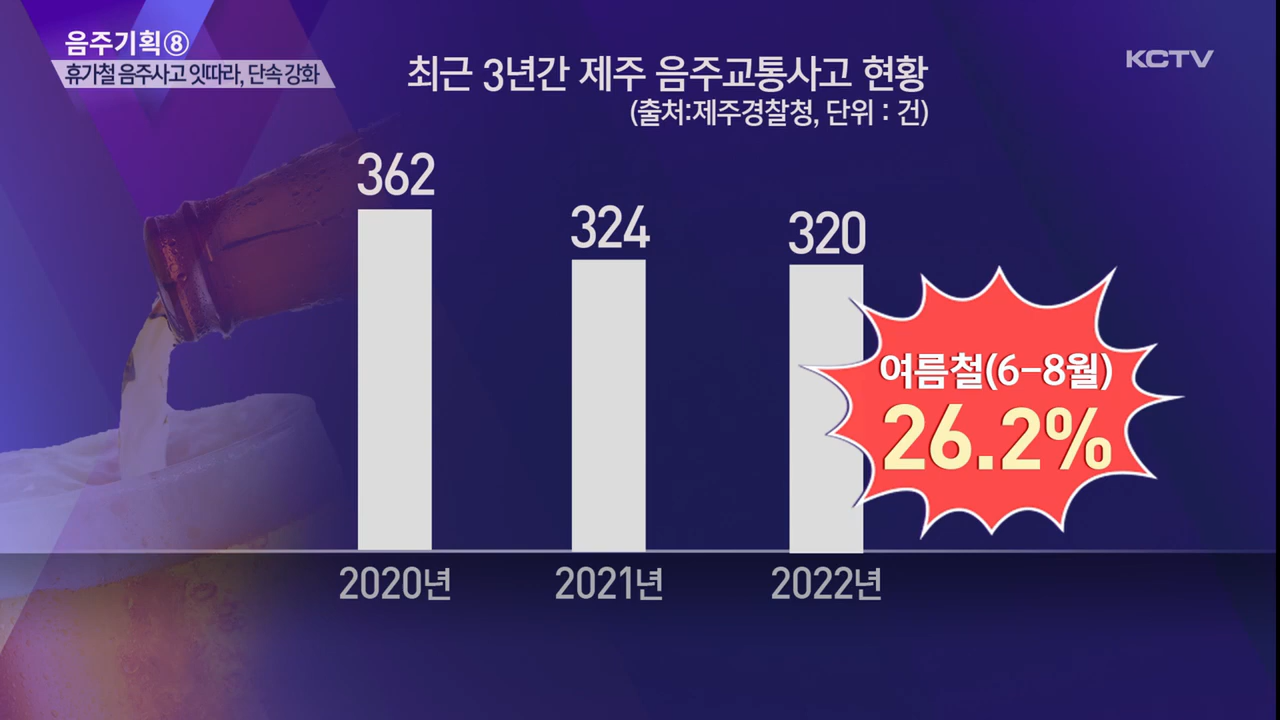 음주기획⑧
휴가철 음주사고 잇따라, 단속 강화
KCTV
최근 3년간 제주 음주교통사고 현황
(출처:제주경찰청, 단위 : 건)
362
324
320
여름철(6-8월)
26.2%
2020년
2021년
2022년